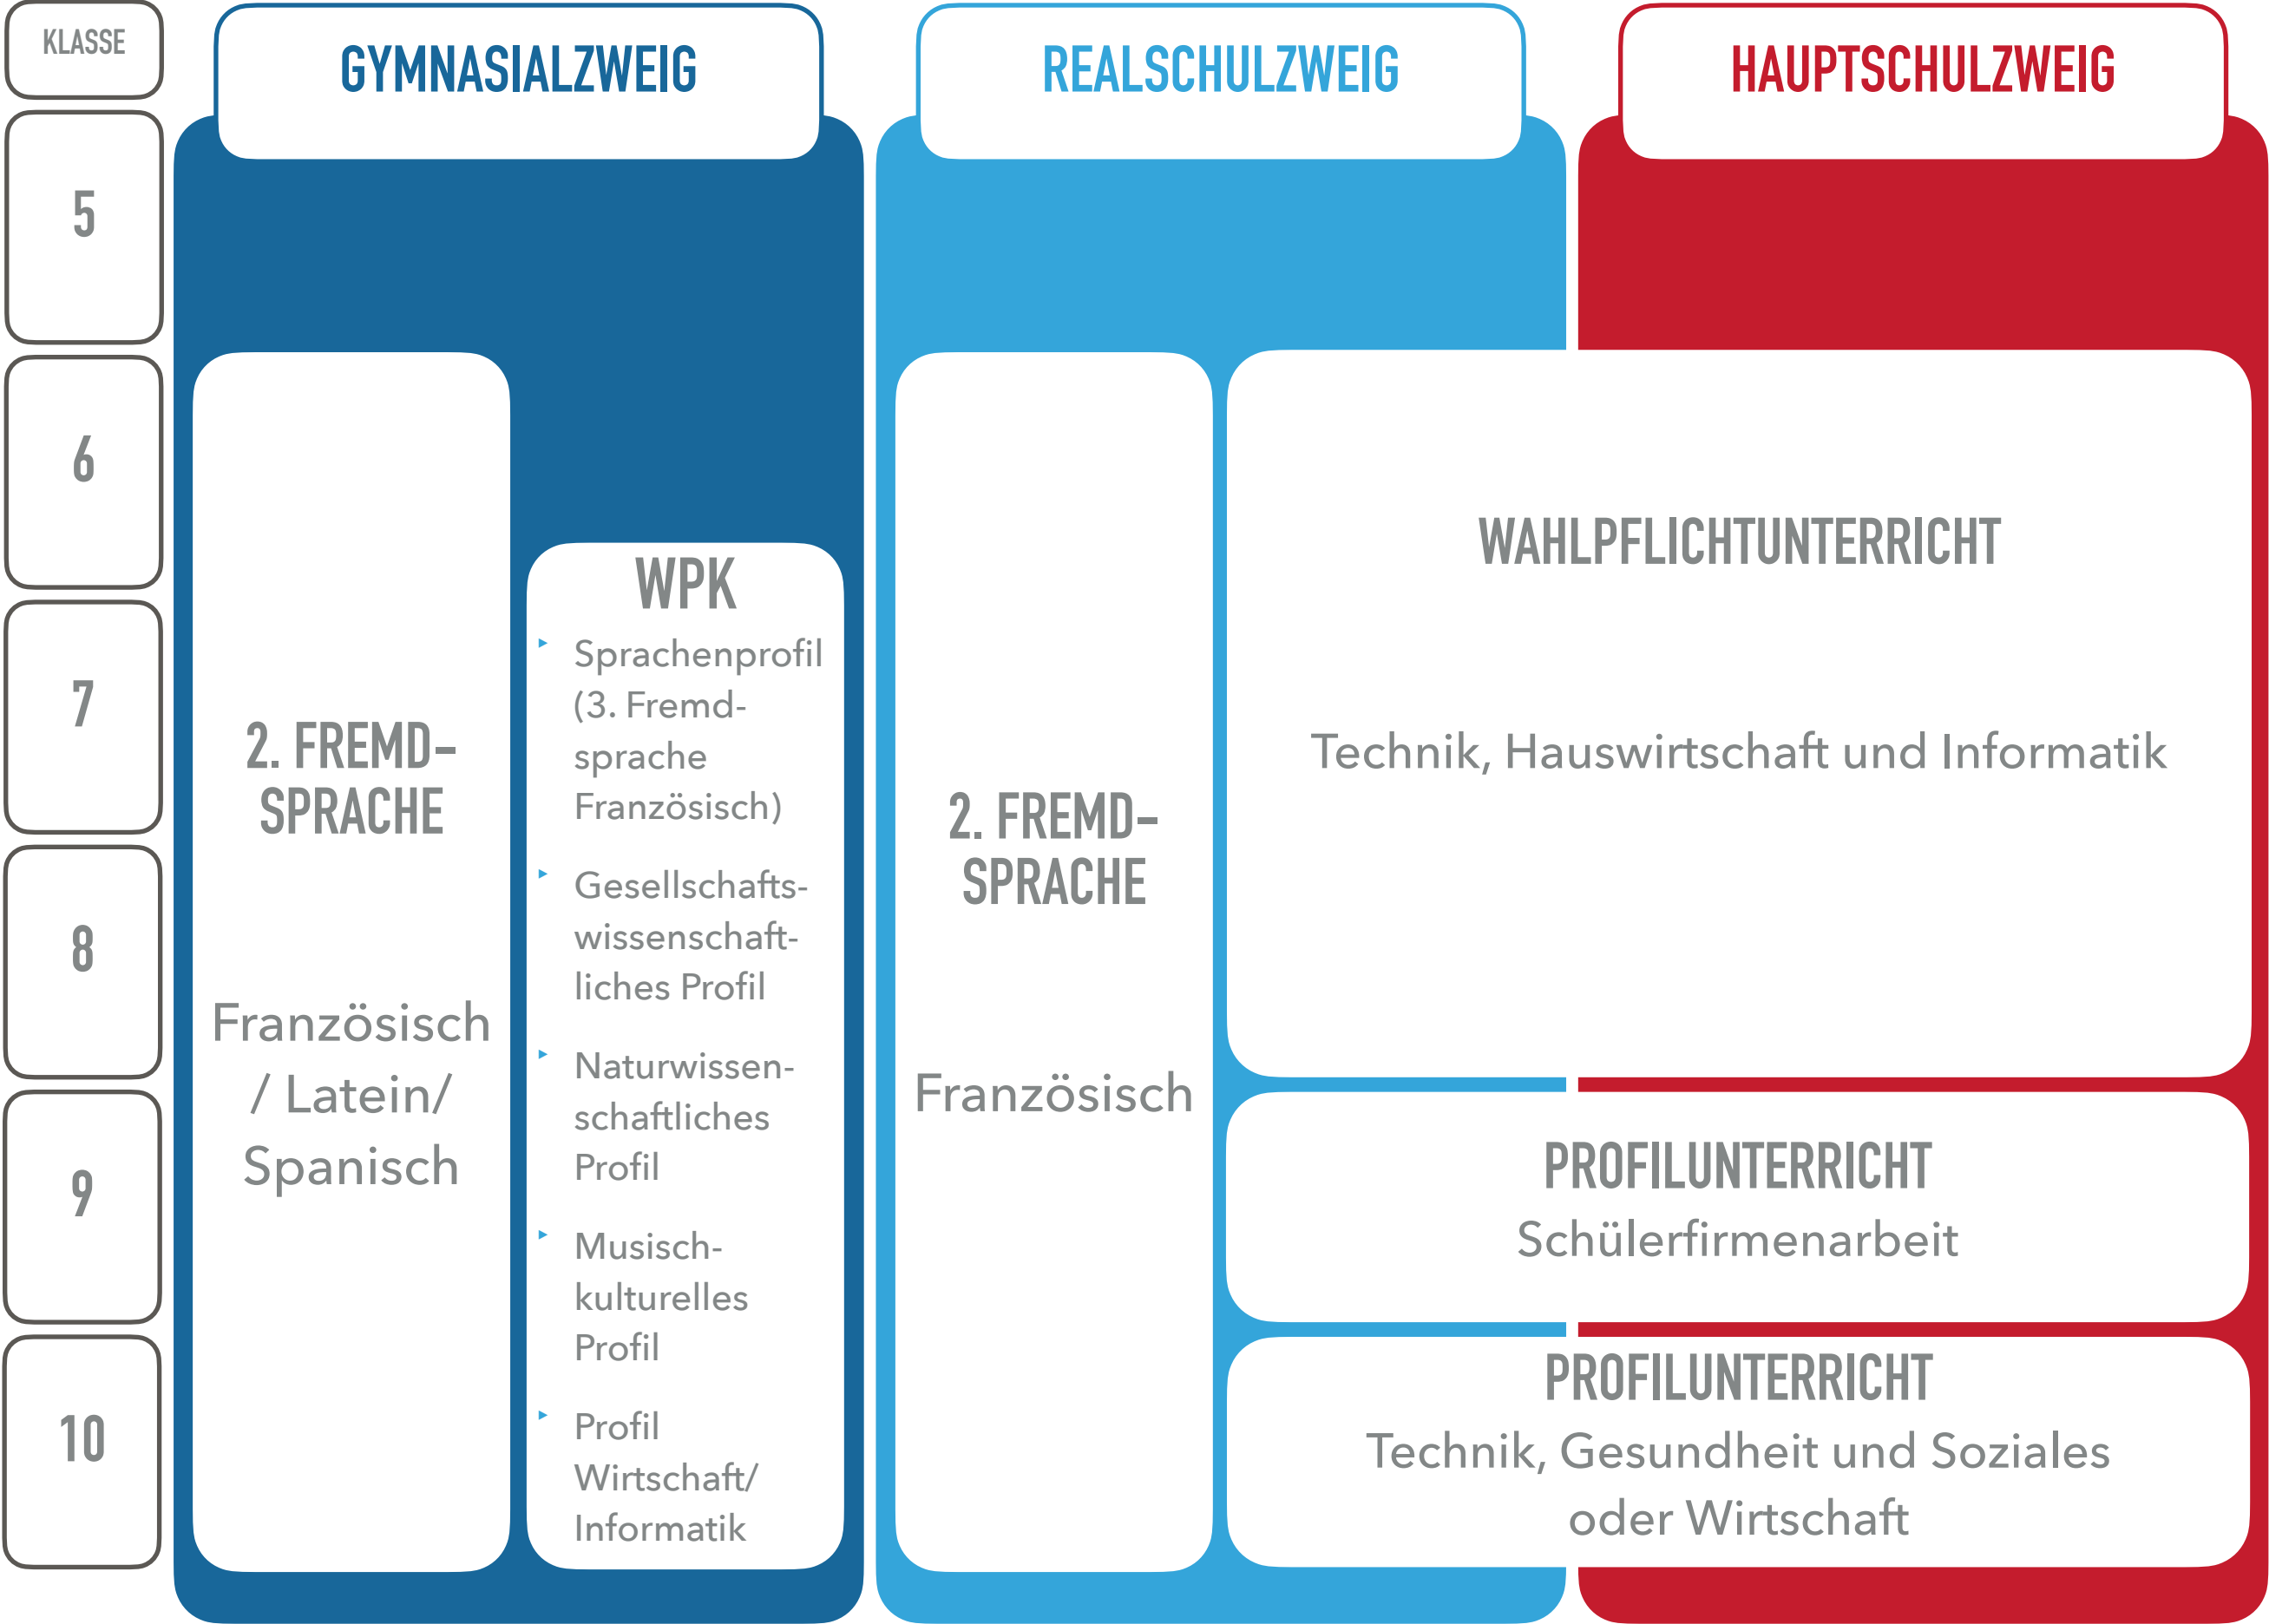 KLASSE
GYMNASIALZWEIG
REALSCHULZWEIG
HAUPTSCHULZWEIG
5
6
7
8
9
10
2. FREMD-
SPRACHE
Französisch
/ Latein/
Spanisch
WPK
Sprachenprofil
(3. Fremd-
sprache
Französisch)
Gesellschafts-
wissenschaft-
liches Profil
Naturwissen-
schaftliches
Profil
Musisch-
kulturelles
Profil
Profil
Wirtschaft/
Informatik
2. FREMD-
SPRACHE
Französisch
WAHLPFLICHTUNTERRICHT
Technik, Hauswirtschaft und Informatik
PROFILUNTERRICHT
Schülerfirmenarbeit
PROFILUNTERRICHT
Technik, Gesundheit und Soziales
oder Wirtschaft